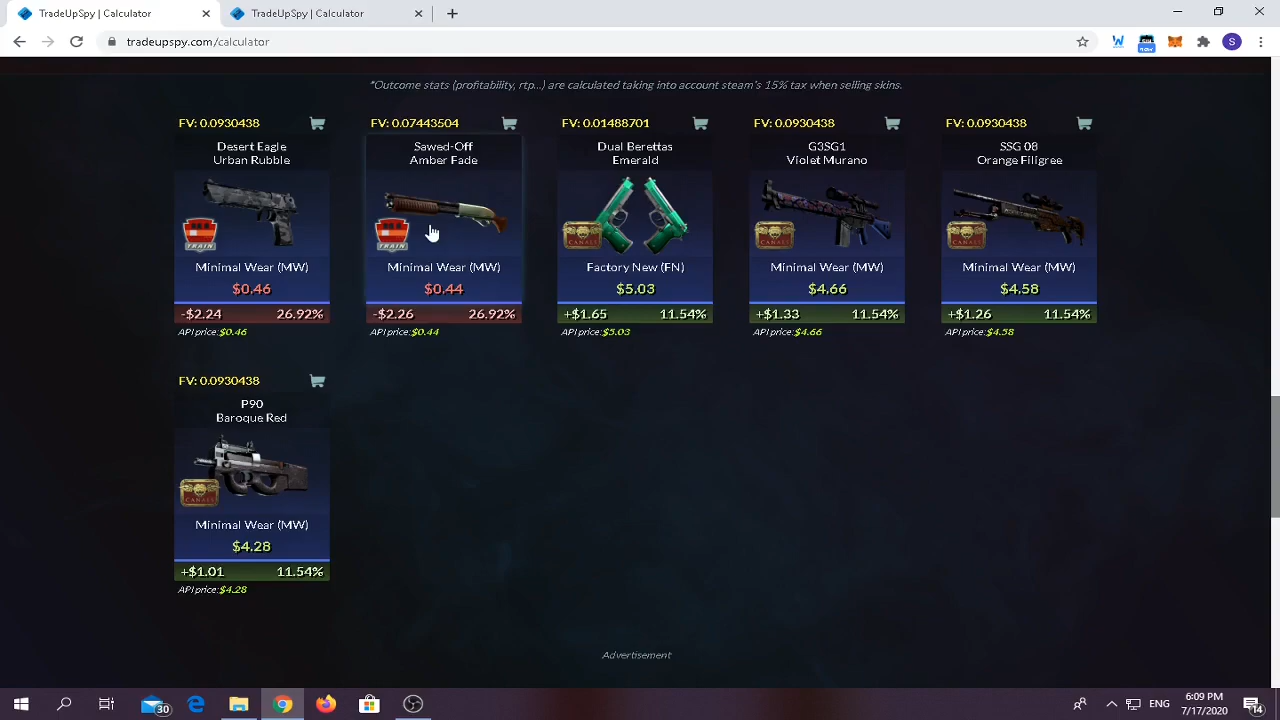 TradeUpSpy | Calculator
TradeUpSpy | Calculator
tradeupspy.com/calculator
*Outcome stats (profitability, rtp...) are calculated taking into account steam's 15% tax when selling skins.
FV: 0.0930438
Desert Eagle
Urban Rubble
TRAIN
Minimal Wear (MW)
$0.46
-$2.24 26.92%
API price:$0.46
FV: 0.07443504
Sawed-Off
Amber Fade
TRAIN
Minimal Wear (MW)
$0.44
-$2.26 26.92%
API price:$0.44
FV: 0.01488701
Dual Berettas
Emerald
CANALS
Factory New (FN)
$5.03
+$1.65 11.54%
API price:$5.03
FV: 0.0930438
G3SG1
Violet Murano
CANALS
Minimal Wear (MW)
$4.66
+$1.33 11.54%
API price:$4.66
FV: 0.0930438
SSG 08
Orange Filigree
CANALS
Minimal Wear (MW)
$4.58
+$1.26 11.54%
API price:$4.58
FV: 0.0930438
P90
Baroque Red
CANALS
Minimal Wear (MW)
$4.28
+$1.01 11.54%
API price:$4.28
Advertisement
30
ENG
6:09 PM
7/17/2020
14